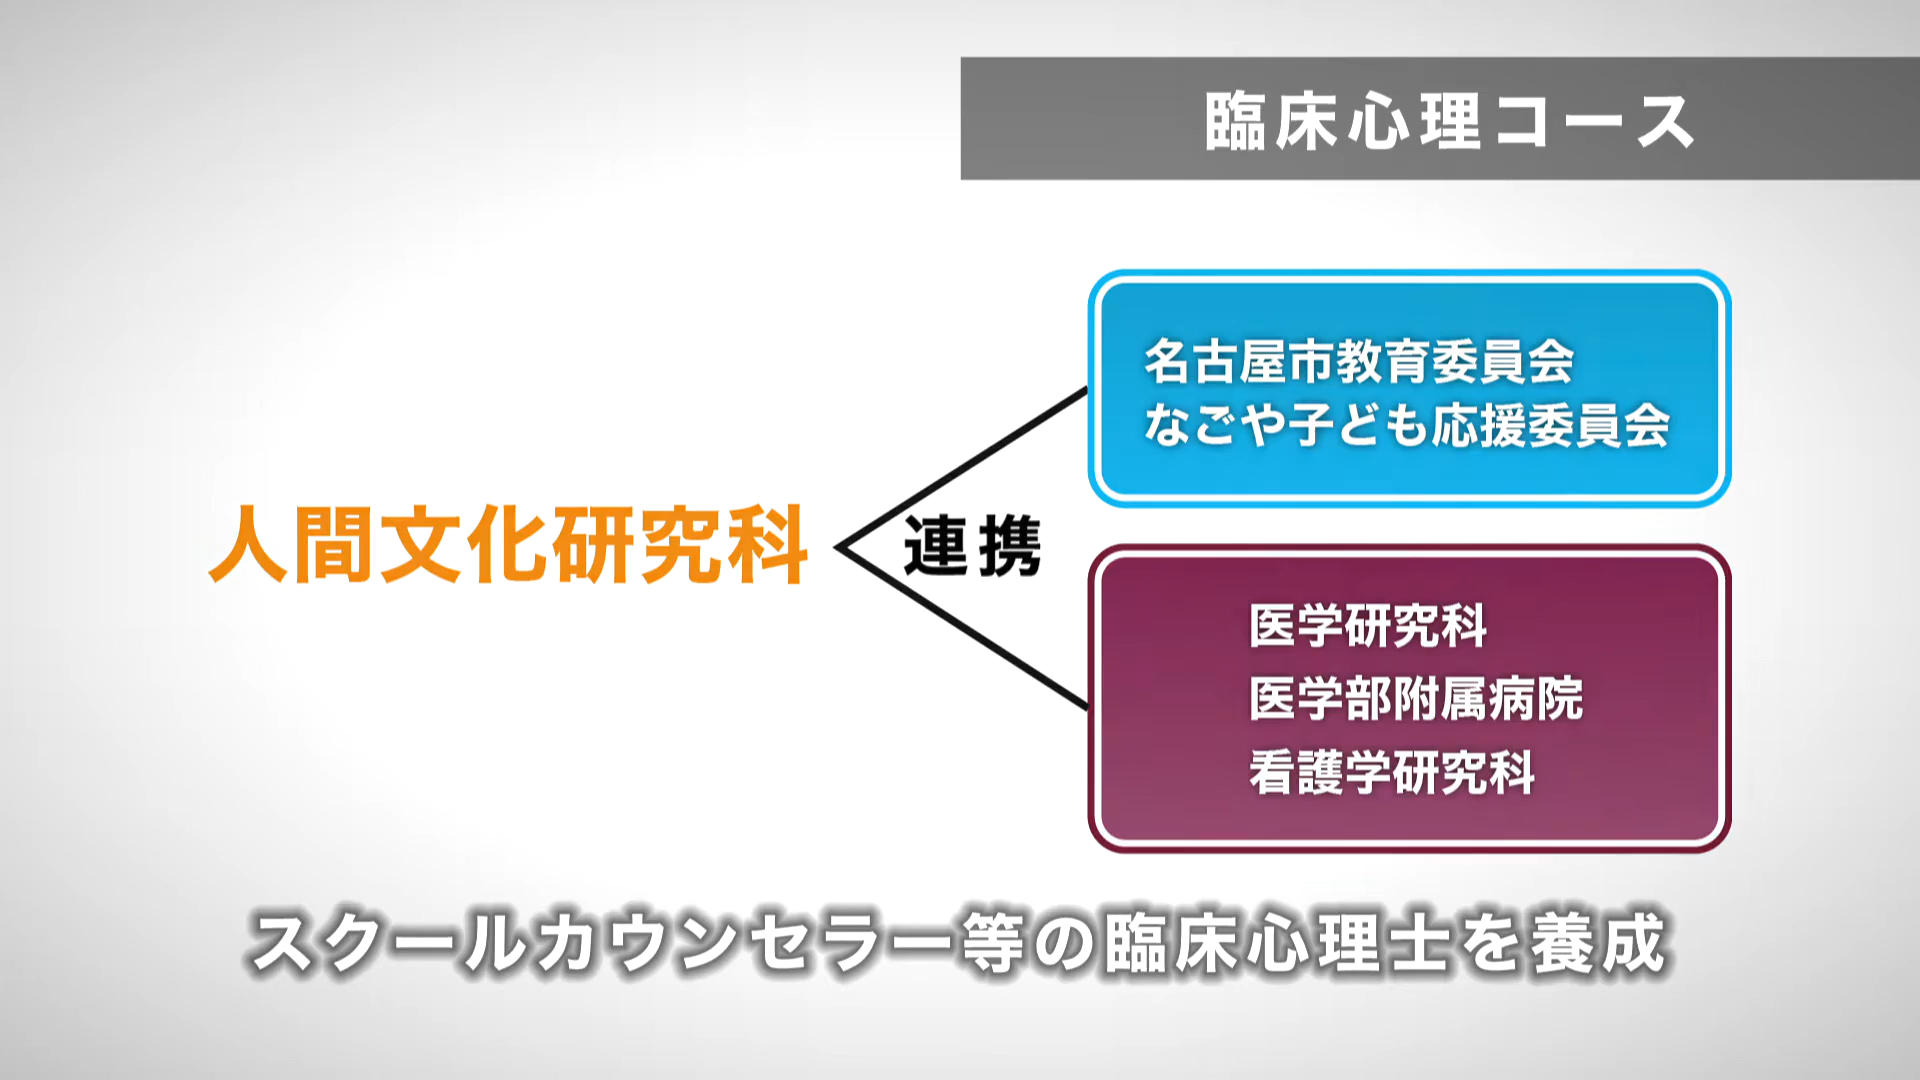 臨床心理コース
名古屋市教育委員会
なごや子ども応援委員会
人間文化研究科
連携
医学研究科
医学部附属病院
看護学研究科
スクールカウンセラー等の臨床心理士を養成